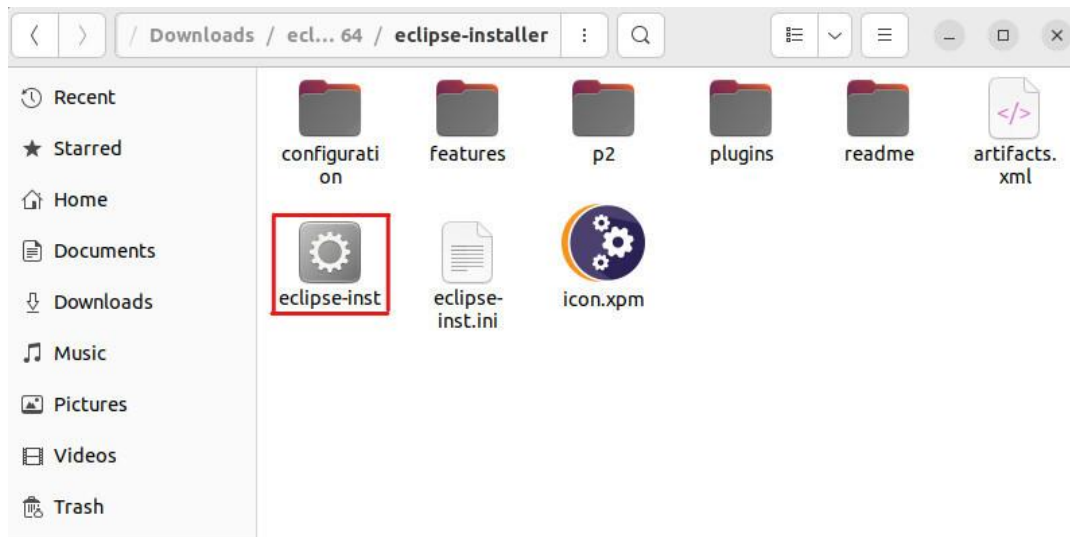 / Downloads / ecl... 64 / eclipse-installer
Recent
Starred
Home
Documents
Downloads
Music
Pictures
Videos
Trash
configurati
on
features
p2
plugins
readme
</>
artifacts.
xml
eclipse-inst
eclipse-
inst.ini
icon.xpm